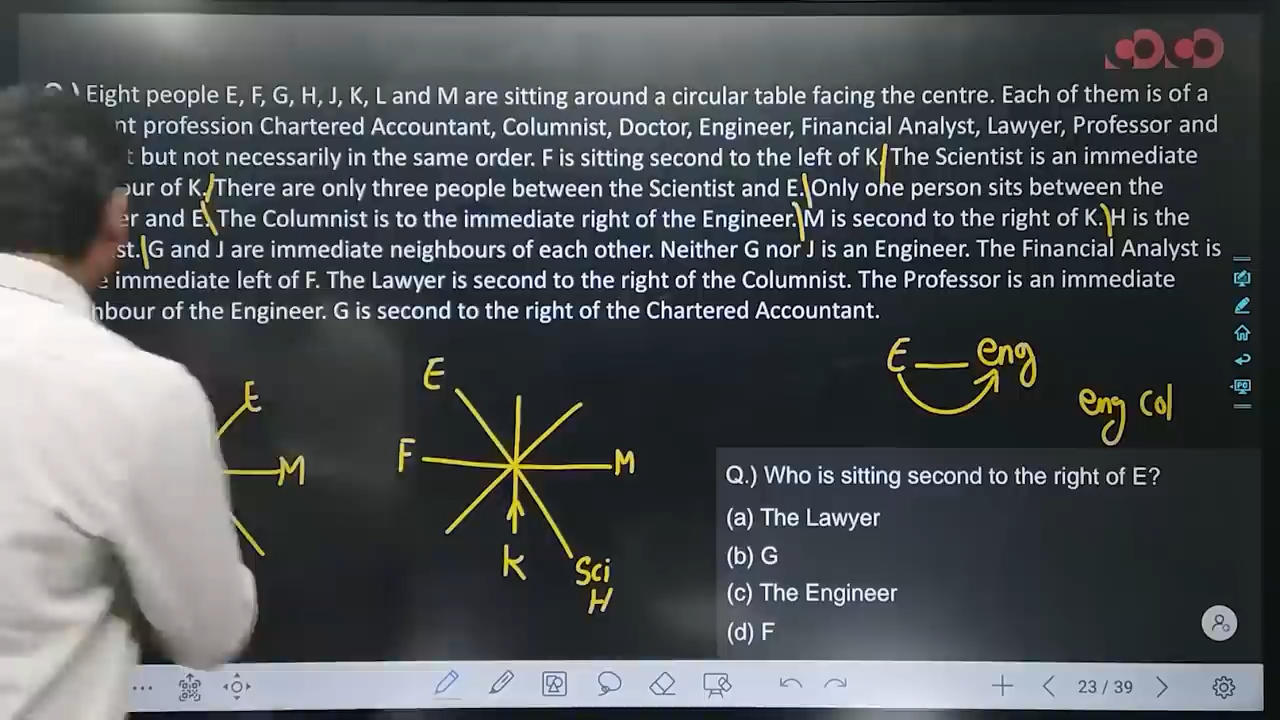 Eight people E, F, G, H, J, K, L and M are sitting around a circular table facing the centre. Each of them is of a
nt profession Chartered Accountant, Columnist, Doctor, Engineer, Financial Analyst, Lawyer, Professor and
t but not necessarily in the same order. F is sitting second to the left of K. The Scientist is an immediate
our of K. There are only three people between the Scientist and E. Only one person sits between the
er and E. The Columnist is to the immediate right of the Engineer. M is second to the right of K. H is the
st. G and J are immediate neighbours of each other. Neither G nor J is an Engineer. The Financial Analyst is
e immediate left of F. The Lawyer is second to the right of the Columnist. The Professor is an immediate
hbour of the Engineer. G is second to the right of the Chartered Accountant.
E
M
E
F
M
K
Sci
H
E eng
eng Col
Q.) Who is sitting second to the right of E?
(a) The Lawyer
(b) G
(c) The Engineer
(d) F
23 / 39